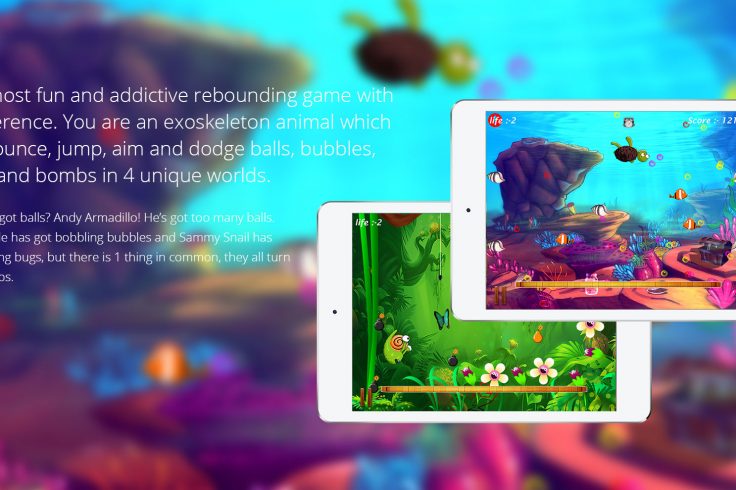 most fun and addictive rebounding game with
erence. You are an exoskeleton animal which
ounce, jump, aim and dodge balls, bubbles,
and bombs in 4 unique worlds.
got balls? Andy Armadillo! He's got too many balls.
e has got bobbling bubbles and Sammy Snail has
ng bugs, but there is 1 thing in common, they all turn
os.
life :-2
Score :- 121
life :-2